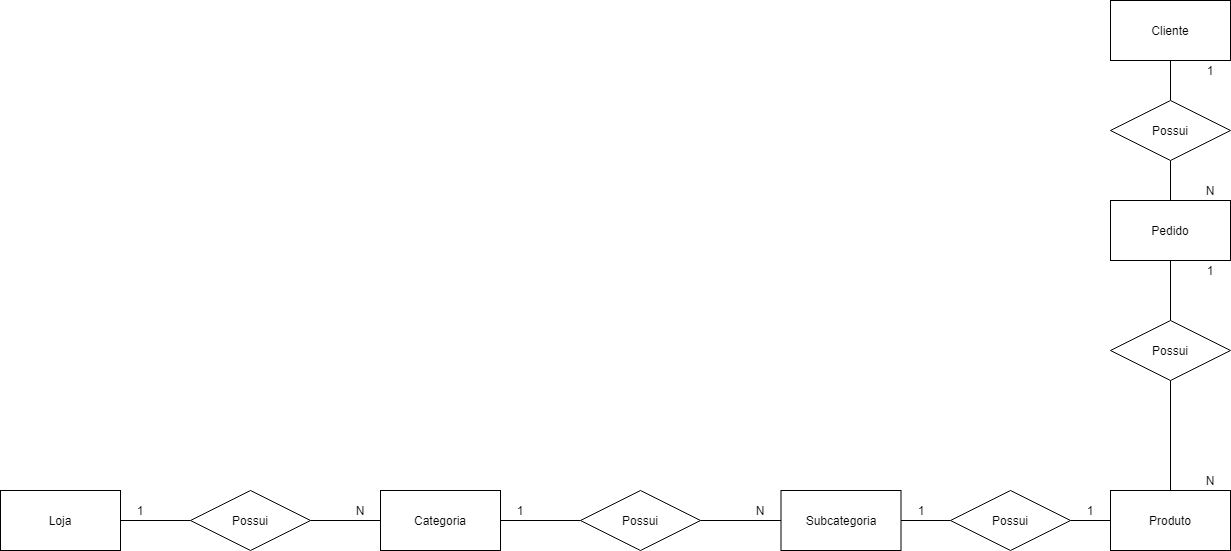 Cliente
1
Possui
N
Pedido
1
Possui
N
Loja
1
Possui
N
Categoria
1
Possui
N
Subcategoria
1
Possui
1
Produto